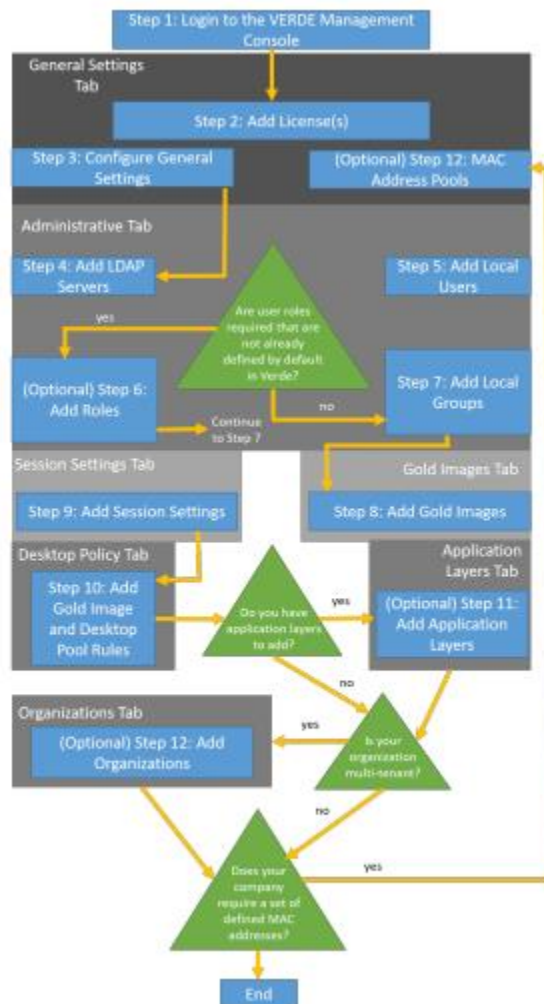 Step 1: Login to the VERDE Management
Console
General Settings
Tab
Step 2: Add License(s)
Step 3: Configure General
Settings
(Optional) Step 12: MAC
Address Pools
Administrative Tab
Step 4: Add LDAP
Servers
Step 5: Add Local
Users
Are user roles
required that are
not already
defined by default
in Verde?
yes
(Optional) Step 6:
Add Roles
no
Step 7: Add Local
Groups
Continue
to Step 7
Session Settings Tab
Gold Images Tab
Step 9: Add Session Settings
Step 8: Add Gold Images
Desktop Policy Tab
Application
Layers Tab
Step 10: Add
Gold Image
and Desktop
Pool Rules
Do you have
application layers
to add?
yes
(Optional) Step 11:
Add Application
Layers
no
Organizations Tab
(Optional) Step 12: Add
Organizations
yes
Is your
organization
multi-tenant?
no
Does your
company
require a set of
defined MAC
addresses?
yes
End